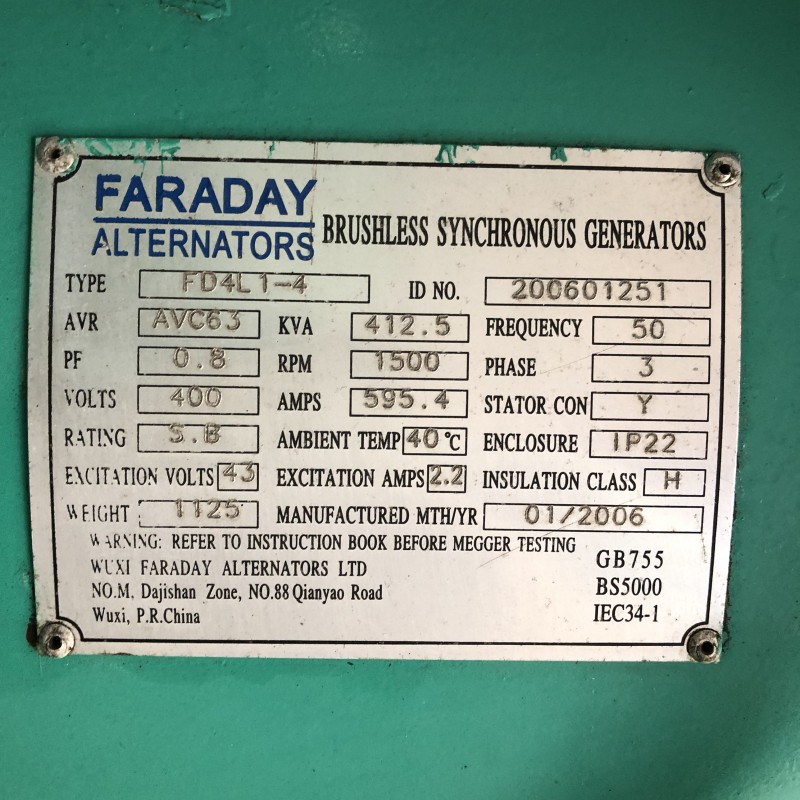 FARADAY
ALTERNATORS
BRUSHLESS SYNCHRONOUS GENERATORS
TYPE FD4L1-4 ID NO. 200601251
AVR AVC63 KVA 412.5 FREQUENCY 50
PF 0.8 RPM 1500 PHASE 3
VOLTS 400 AMPS 595.4 STATOR CON Y
RATING S.B AMBIENT TEMP 40℃ ENCLOSURE IP22
EXCITATION VOLTS 43 EXCITATION AMPS 2.2 INSULATION CLASS H
WEIGHT 1125 MANUFACTURED MTH/YR 01/2006
WARNING: REFER TO INSTRUCTION BOOK BEFORE MEGGER TESTING
WUXI FARADAY ALTERNATORS LTD
NO.M, Dajishan Zone, NO.88 Qianyao Road
Wuxi, P.R.China
GB755
BS5000
IEC34-1